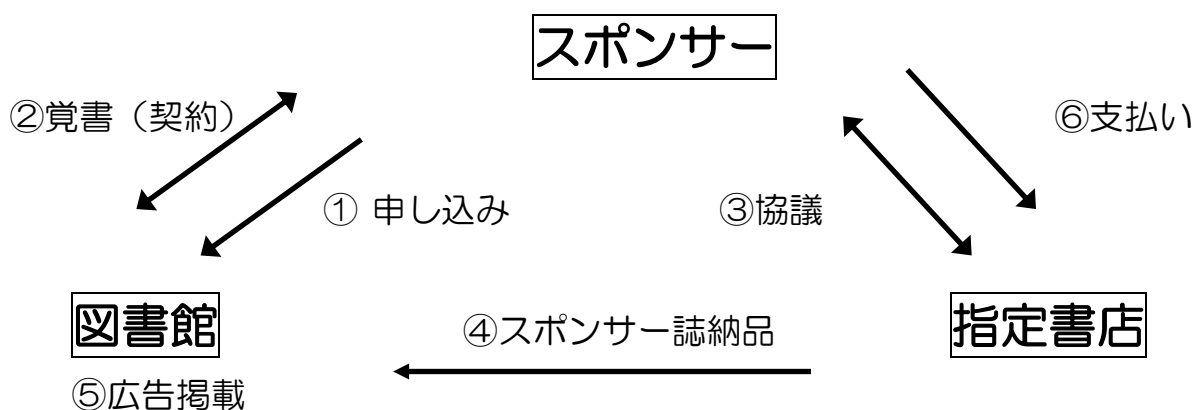 スポンサー
②覚書（契約）
⑥支払い
① 申し込み
③協議
図書館
④スポンサー誌納品
指定書店
⑤広告掲載